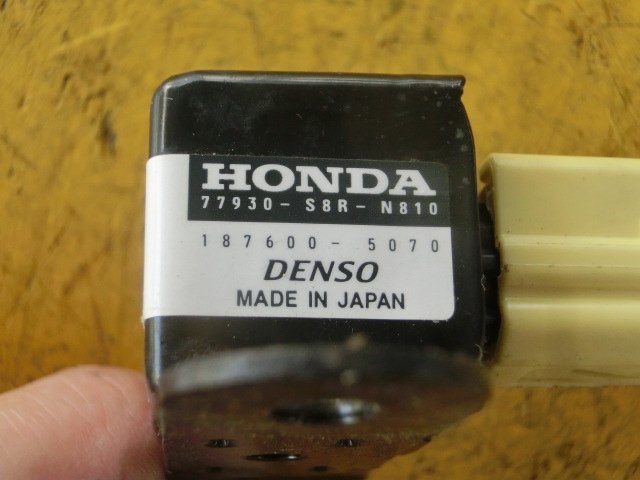 HONDA
77930-S8R-N810
187600-5070
DENSO
MADE IN JAPAN